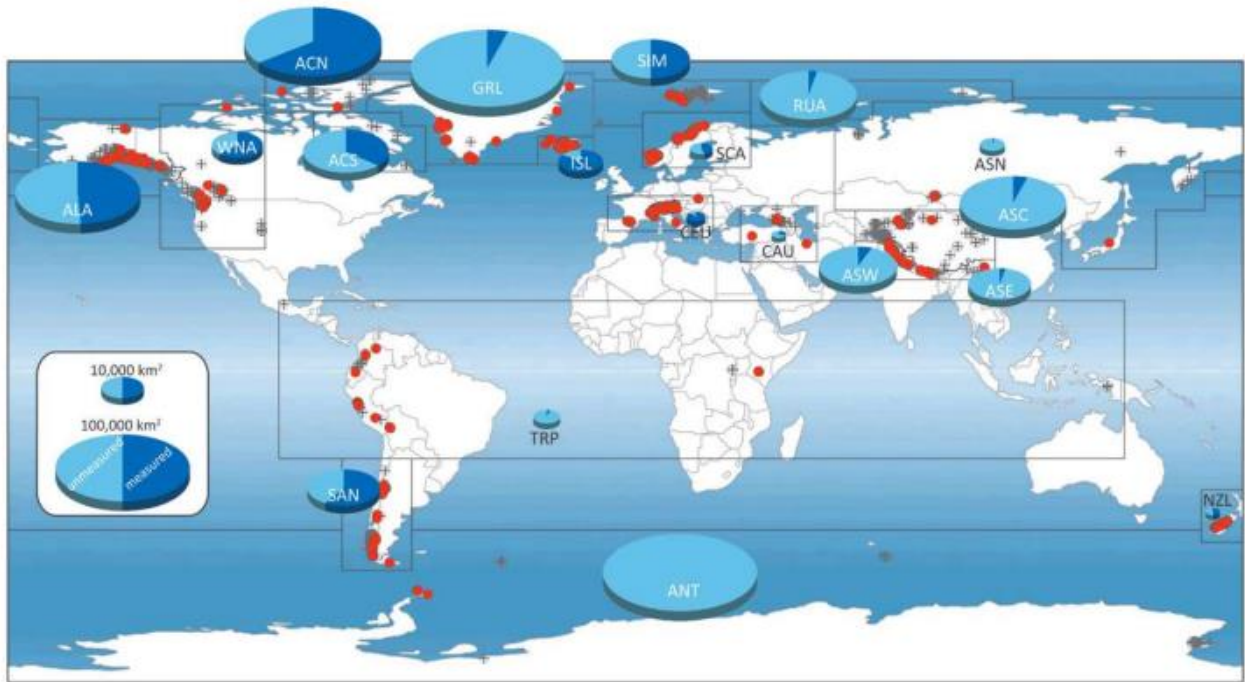 ACN
GRL
SJM
RUA
WNA
ACS
ISL
SCA
ASN
ALA
ASC
CEU
CAU
ASW
ASE
10,000 km²
100,000 km²
unmeasured
measured
TRP
SAN
NZL
ANT